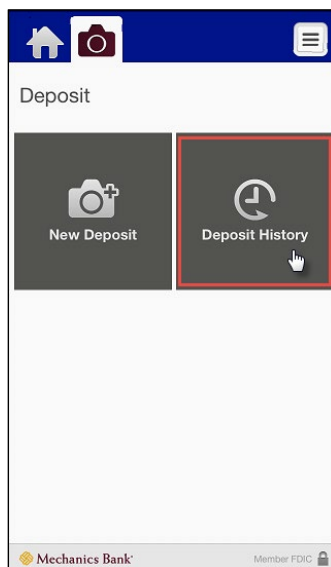 Deposit
New Deposit
Deposit History
Mechanics Bank®
Member FDIC